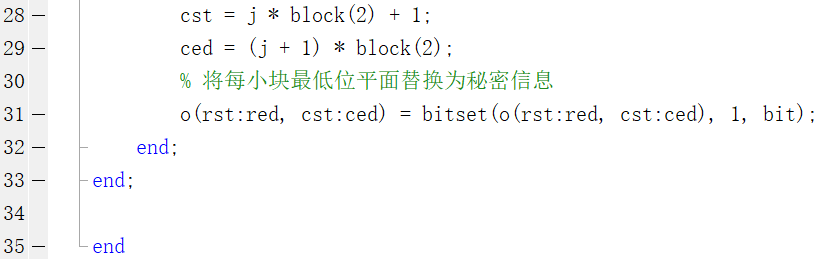 28 — cst = j * block(2) + 1;
29 — ced = (j + 1) * block(2);
30 % 将每小块最低位平面替换为秘密信息
31 — o(rst:red, cst:ced) = bitset(o(rst:red, cst:ced), 1, bit);
32 — end;
33 — end;
34
35 — end